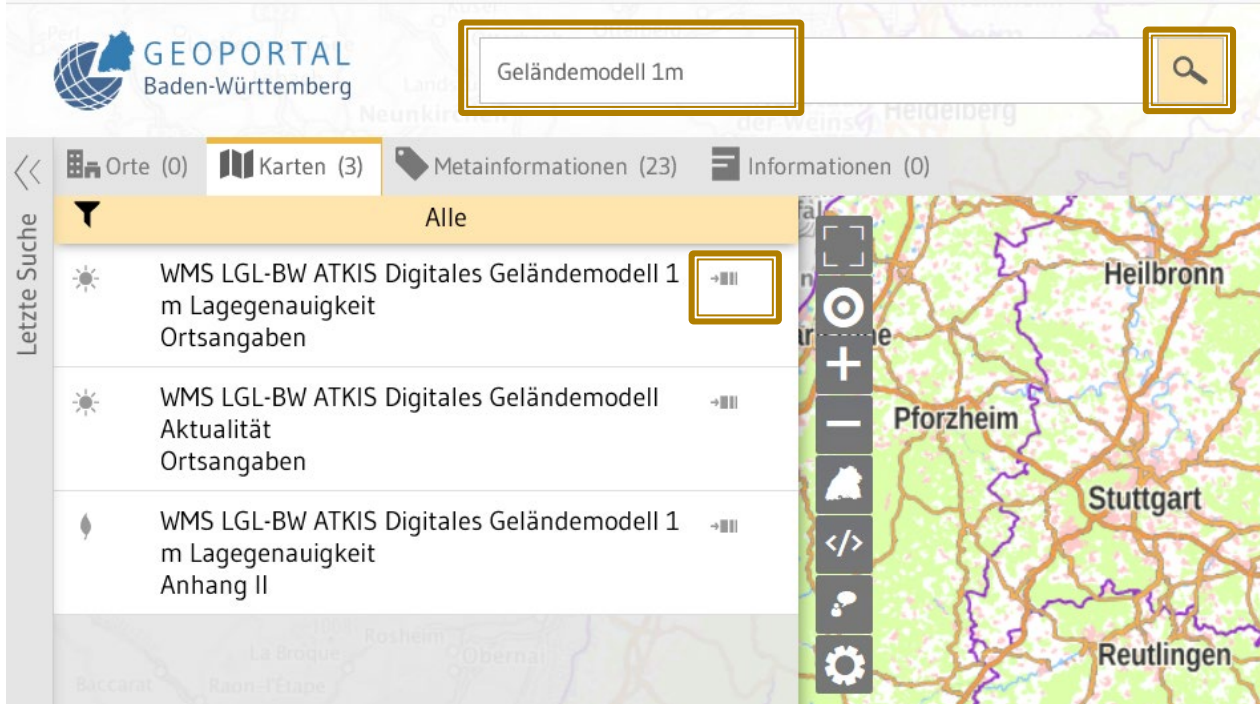 GEOPORTAL
Baden-Württemberg
Geländemodell 1m
Neunkirchen
Heidelberg
Orte (0)
Karten (3)
Metainformationen (23)
Informationen (0)
Letzte Suche
Alle
WMS LGL-BW ATKIS Digitales Geländemodell 1
m Lagegenauigkeit
Ortsangaben
WMS LGL-BW ATKIS Digitales Geländemodell
Aktualität
Ortsangaben
WMS LGL-BW ATKIS Digitales Geländemodell 1
m Lagegenauigkeit
Anhang II
</>
Heilbronn
Pforzheim
Stuttgart
Reutlingen
Rosheim
La Broque
Obernai
Baccarat
Raon-l'Étape